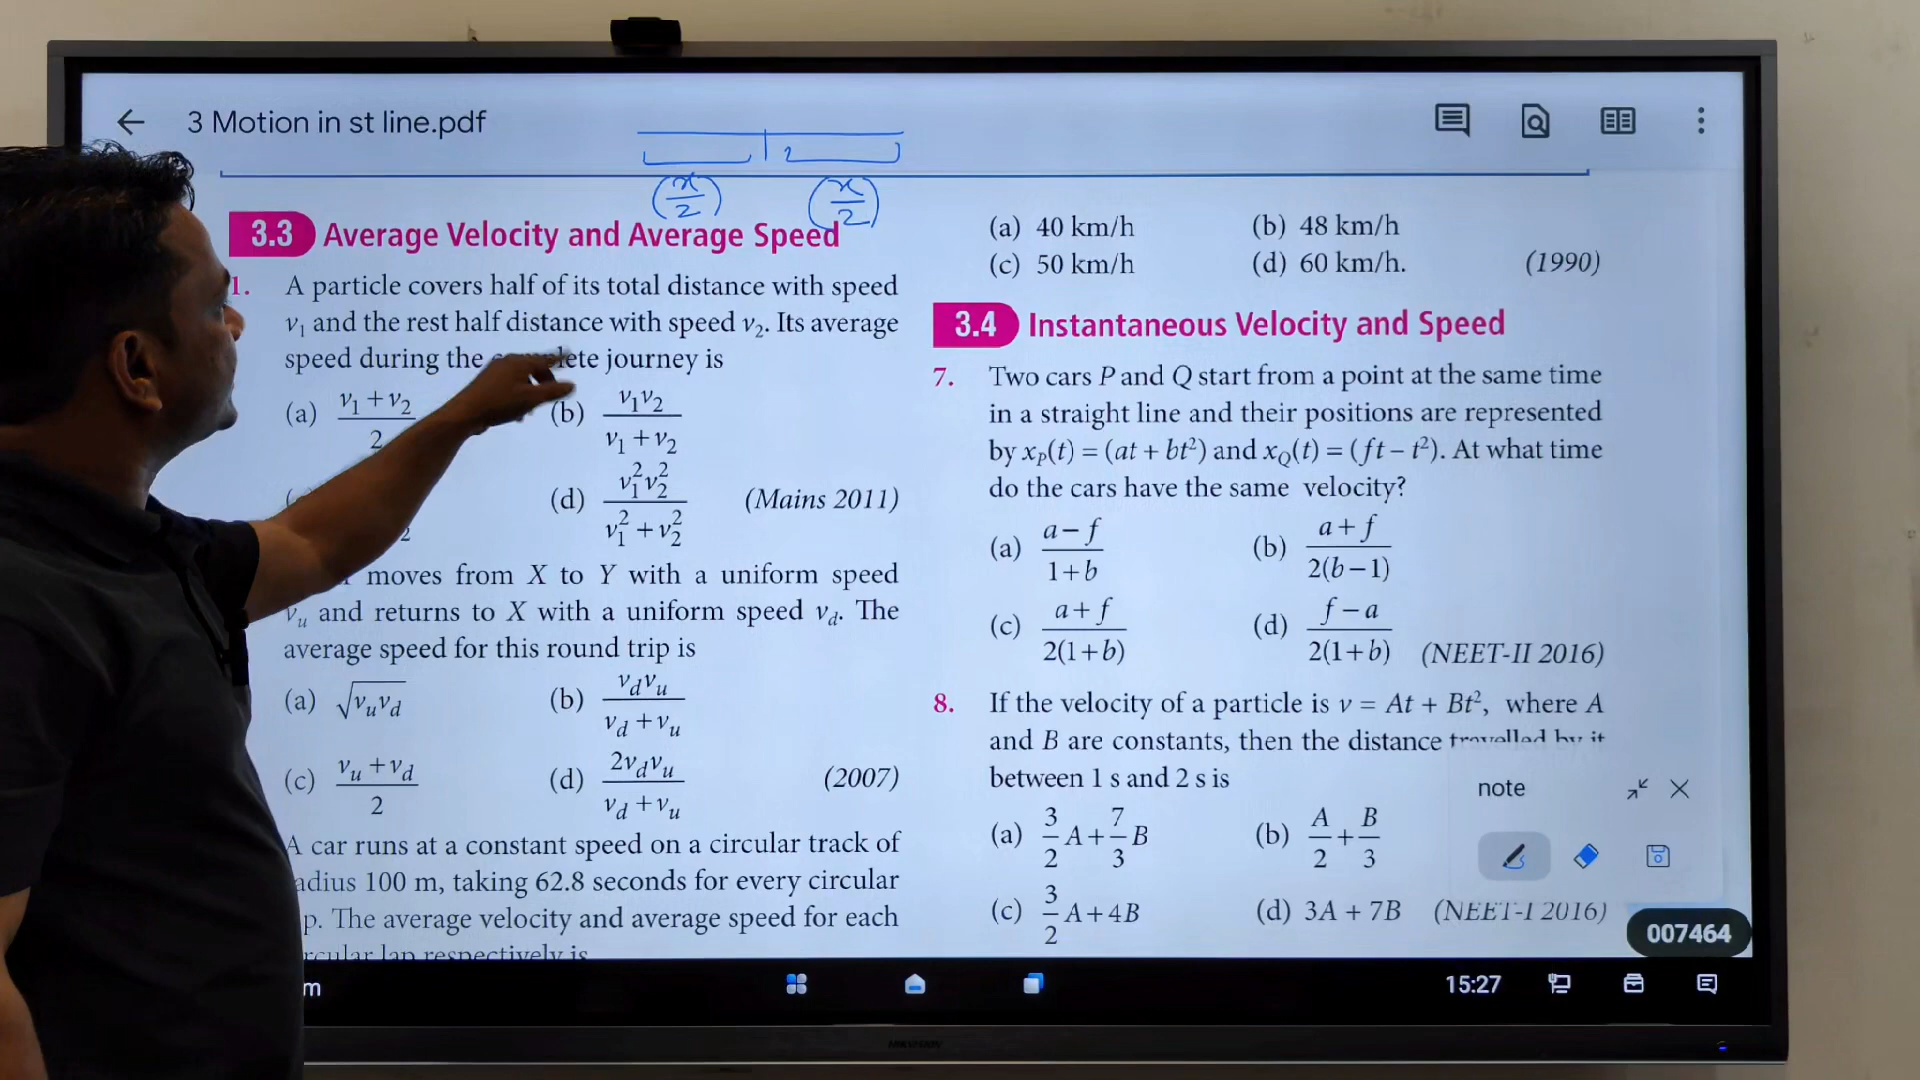 3 Motion in st line.pdf
2
(x/2) (x/2)
3.3 Average Velocity and Average Speed
1. A particle covers half of its total distance with speed
v₁ and the rest half distance with speed v₂. Its average
speed during the journey is
(a) (v₁ + v₂)/2 (b) v₁v₂/(v₁ + v₂)
(d) v₁²v₂²/(v₁² + v₂²) (Mains 2011)
moves from X to Y with a uniform speed
vᵤ and returns to X with a uniform speed v_d. The
average speed for this round trip is
(a) √(vᵤv_d) (b) v_dvᵤ/(v_d + vᵤ)
(c) (vᵤ + v_d)/2 (d) 2v_dvᵤ/(v_d + vᵤ) (2007)
A car runs at a constant speed on a circular track of
100 m, taking 62.8 seconds for every circular
The average velocity and average speed for each
lap respectively is
(a) 40 km/h (b) 48 km/h
(c) 50 km/h (d) 60 km/h. (1990)
3.4 Instantaneous Velocity and Speed
7. Two cars P and Q start from a point at the same time
in a straight line and their positions are represented
by x_P(t) = (at + bt²) and x_Q(t) = (ft – t²). At what time
do the cars have the same velocity?
(a) (a – f)/(1 + b) (b) (a + f)/(2(b – 1))
(c) (a + f)/(2(1 + b)) (d) (f – a)/(2(1 + b)) (NEET-II 2016)
8. If the velocity of a particle is v = At + Bt², where A
and B are constants, then the distance travelled by it
between 1 s and 2 s is
(a) 3/2 A + 7/3 B (b) A/2 + B/3
(c) 3/2 A + 4B (d) 3A + 7B (NEET-I 2016)
note
007464
m
15:27
HIKVISION